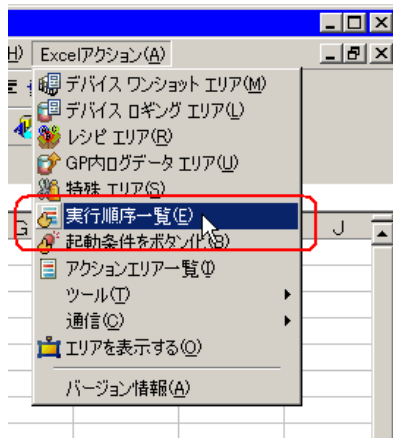 H) Excelアクション(A)
デバイス ワンショット エリア(M)
デバイス ロギング エリア(L)
レシピ エリア(R)
GP内ログデータ エリア(U)
特殊 エリア(S)
実行順序一覧(E)
G J
起動条件をボタン化(B)
アクションエリア一覧(I)
ツール(T)
通信(C)
エリアを表示する(O)
バージョン情報(A)